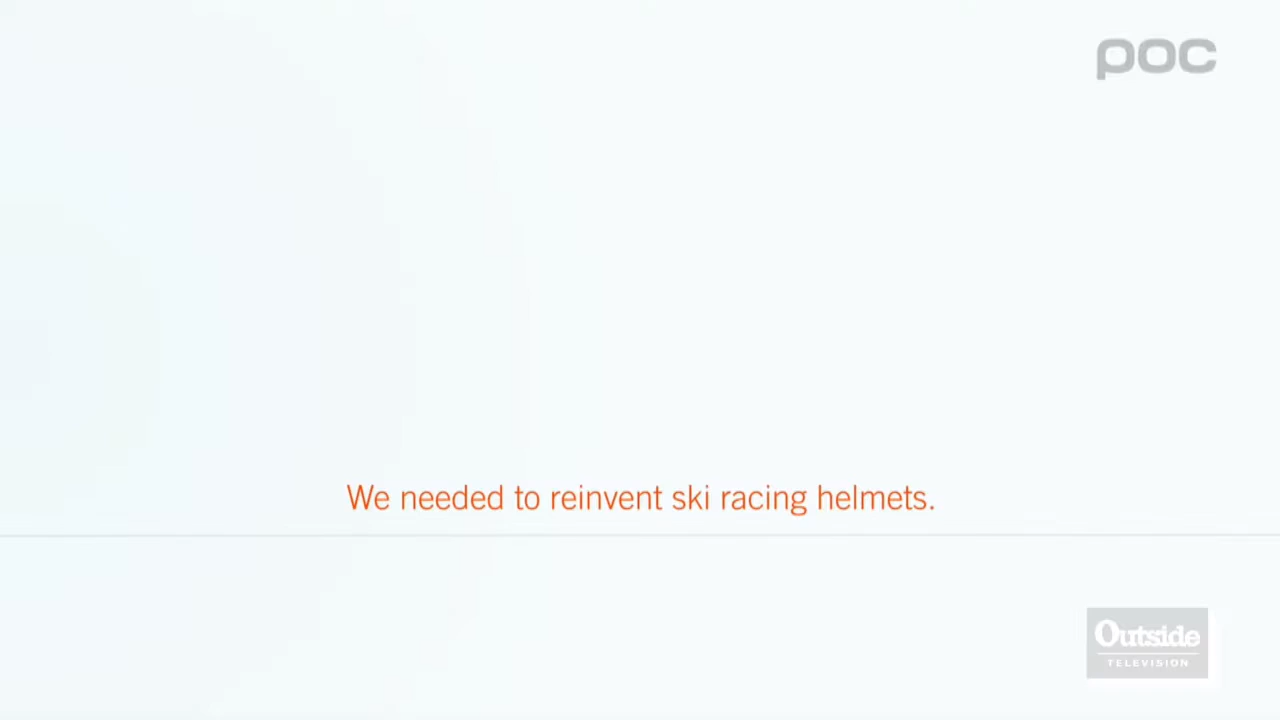 poc
We needed to reinvent ski racing helmets.
Outside
TELEVISION